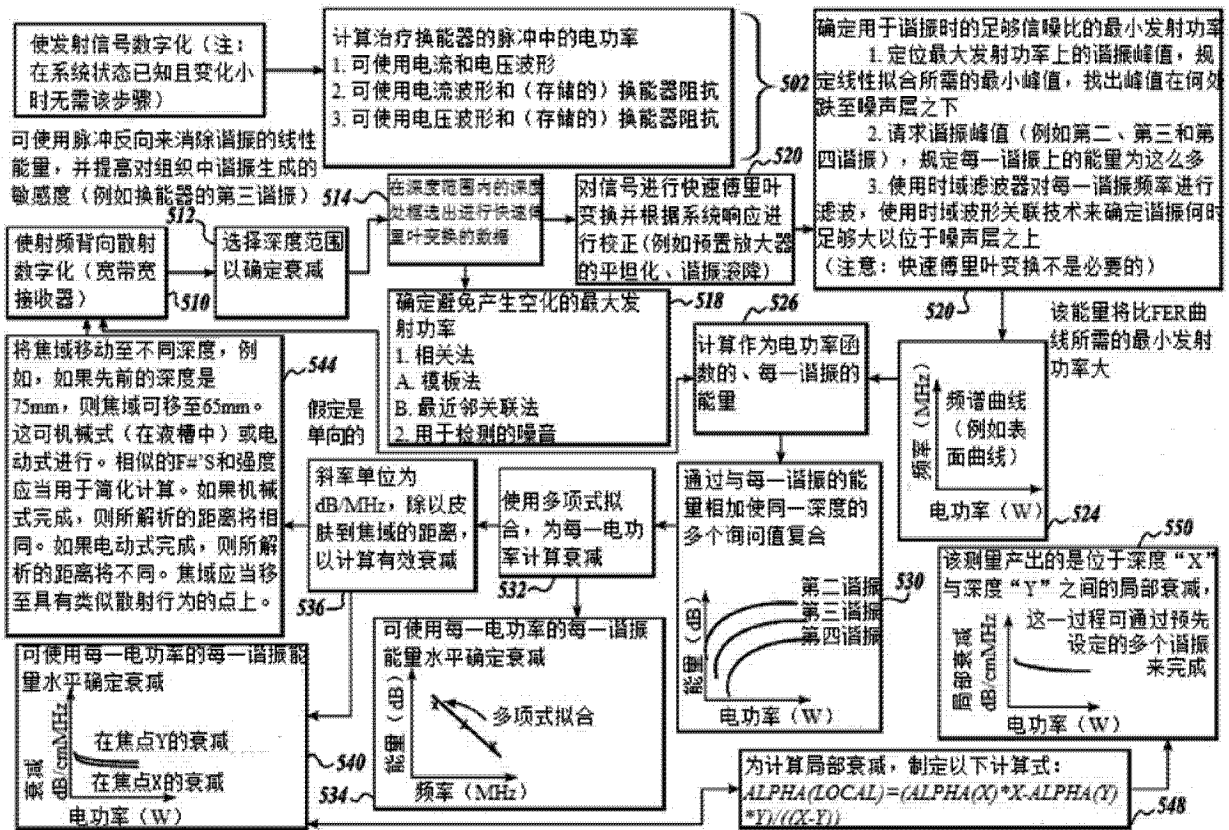 使发射信号数字化（注：
在系统状态已知且变化小
时无需该步骤）
计算治疗换能器的脉冲中的电功率
1. 可使用电流和电压波形
2. 可使用电流波形和（存储的）换能器阻抗
3. 可使用电压波形和（存储的）换能器阻抗
502
确定用于谐振时的足够信噪比的最小发射功率
1. 定位最大发射功率上的谐振峰值，规
定线性拟合所需的最小峰值，找出峰值在何处
跌至噪声层之下
2. 请求谐振峰值（例如第二、第三和第
四谐振），规定每一谐振上的能量为这么多
3. 使用时域滤波器对每一谐振频率进行
滤波，使用时域波形关联技术来确定谐振何时
足够大以位于噪声层之上
（注意：快速傅里叶变换不是必要的）
520
可使用脉冲反向来消除谐振的线性
能量，并提高对组织中谐振生成的
敏感度（例如换能器的第三谐振）
使射频背向散射
数字化（宽带宽
接收器）
510
512
选择深度范围
以确定衰减
514
在深度范围内的深度
处框选出进行快速傅
里叶变换的数据
520
对信号进行快速傅里叶
变换并根据系统响应进
行校正(例如预置放大器
的平坦化、谐振滚降)
确定避免产生空化的最大发
射功率
1. 相关法
A. 模板法
B. 最近邻关联法
2. 用于检测的噪音
518
526
计算作为电功率函
数的、每一谐振的
能量
该能量将比FER曲
线所需的最小发射
功率大
频率（MHz）
频谱曲线
（例如表
面曲线）
电功率（W）
524
将焦域移动至不同深度，例
如，如果先前的深度是
75mm，则焦域可移至65mm。
这可机械式（在液槽中）或电
动式进行。相似的F#'S和强度
应当用于简化计算。如果机械
式完成，则所解析的距离将相
同。如果电动式完成，则所解
析的距离将不同。焦域应当移
至具有类似散射行为的点上。
544
假定是
单向的
斜率单位为
dB/MHz，除以皮
肤到焦域的距离，
以计算有效衰减
536
使用多项式拟
合，为每一电功
率计算衰减
532
通过与每一谐振的能
量相加使同一深度的
多个询问值复合
能量（dB）
第二谐振
第三谐振
第四谐振
电功率（W）
530
550
该测量产出的是位于深度“X”
与深度“Y”之间的局部衰减，
这一过程可通过预先
设定的多个谐振
来完成
局部衰减
dB/cmMHz
电功率（W）
可使用每一电功率的每一谐振能
量水平确定衰减
衰减
dB/cmMHz
在焦点Y的衰减
在焦点X的衰减
电功率（W）
540
可使用每一电功率的每一谐振
能量水平确定衰减
能量（dB）
多项式拟合
频率（MHz）
534
为计算局部衰减，制定以下计算式：
ALPHA(LOCAL)=(ALPHA(X)*X-ALPHA(Y)
*Y)/((X-Y))
548